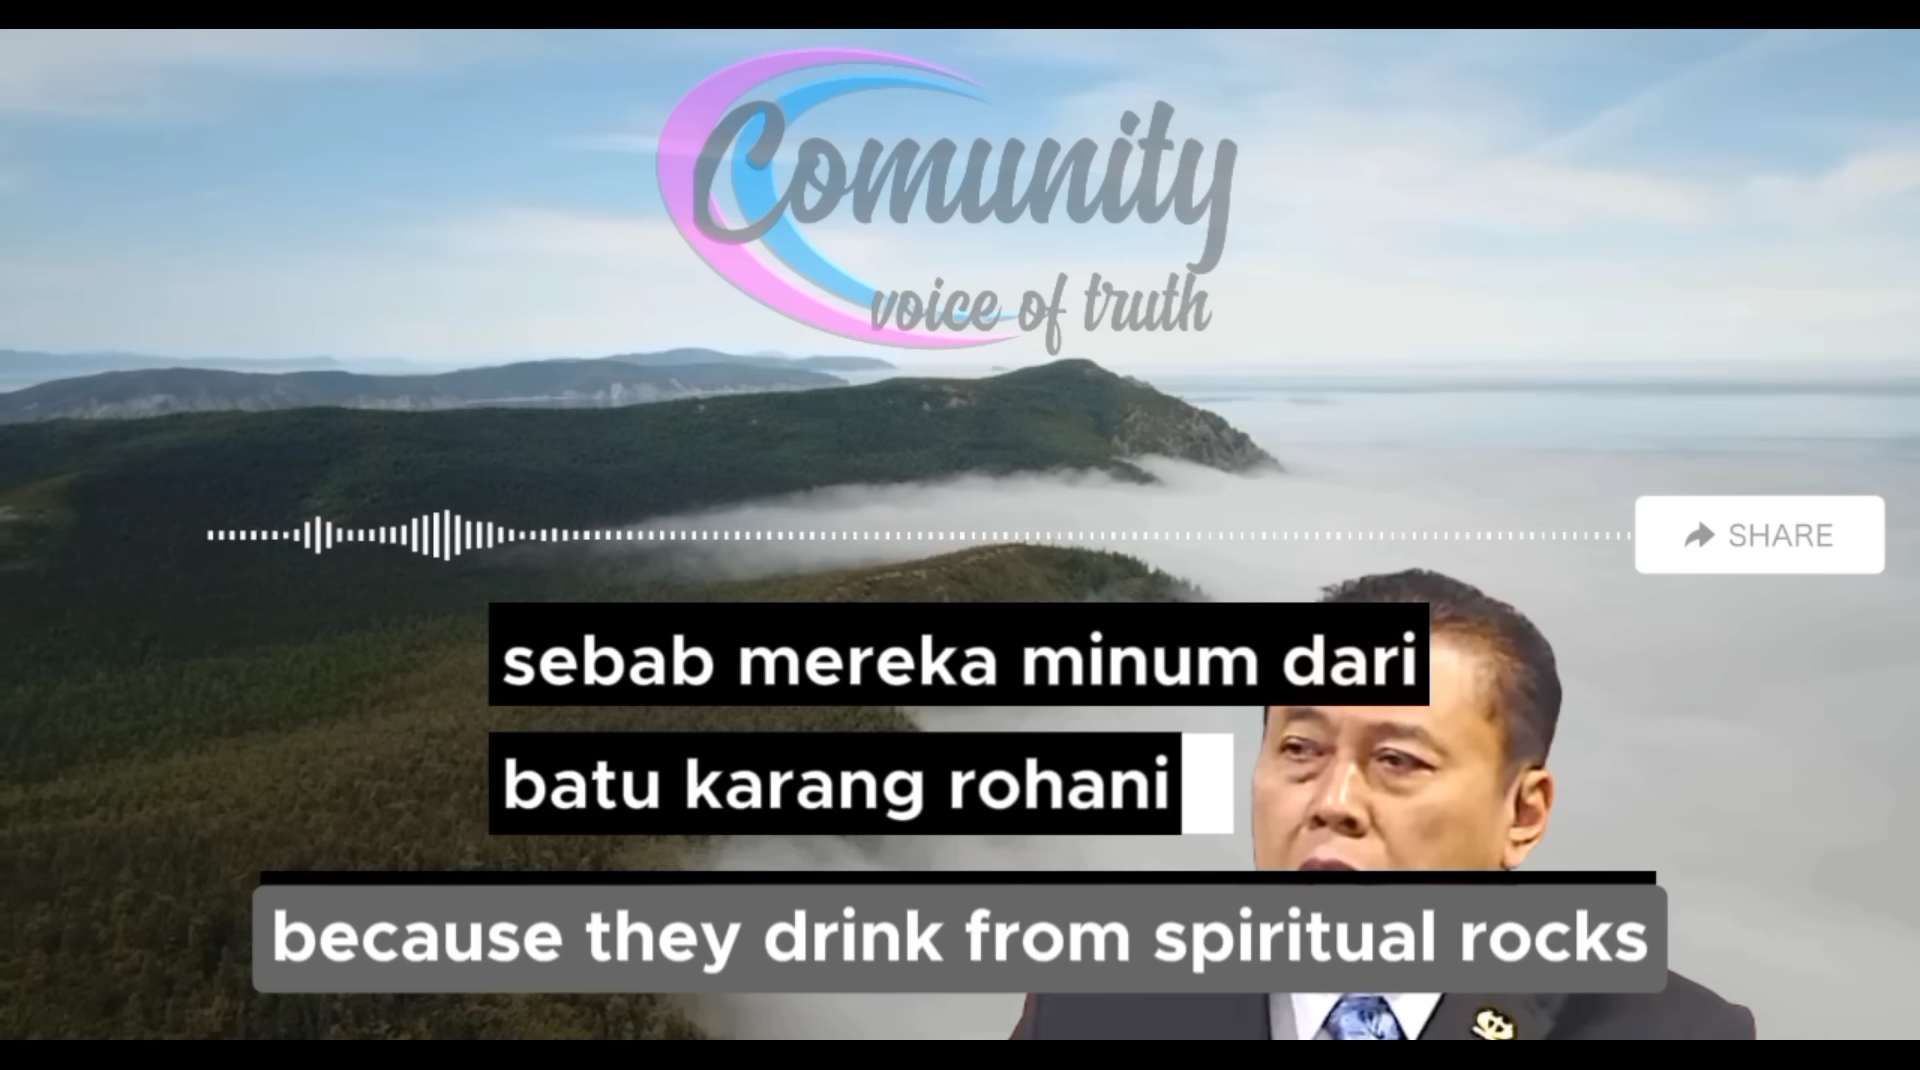 Comunity
voice of truth
SHARE
sebab mereka minum dari
batu karang rohani
because they drink from spiritual rocks